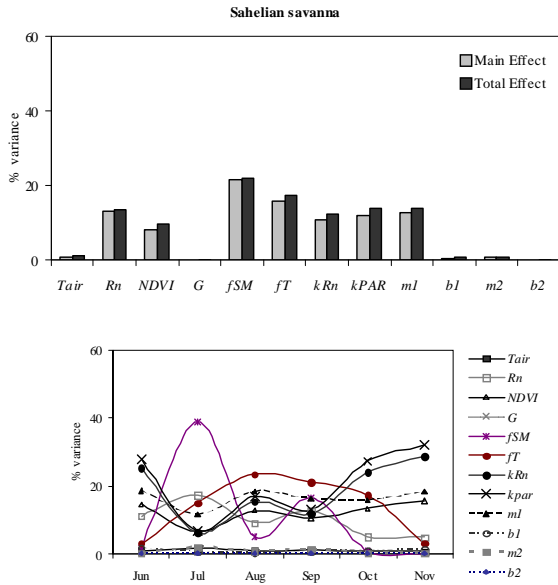 Sahelian savanna
60
40
20
0
% variance
Main Effect
Total Effect
Tair Rn NDVI G fSM fT kRn kPAR m1 b1 m2 b2
60
40
20
0
% variance
Jun Jul Aug Sep Oct Nov
Tair
Rn
NDVI
G
fSM
fT
kRn
kpar
m1
b1
m2
b2